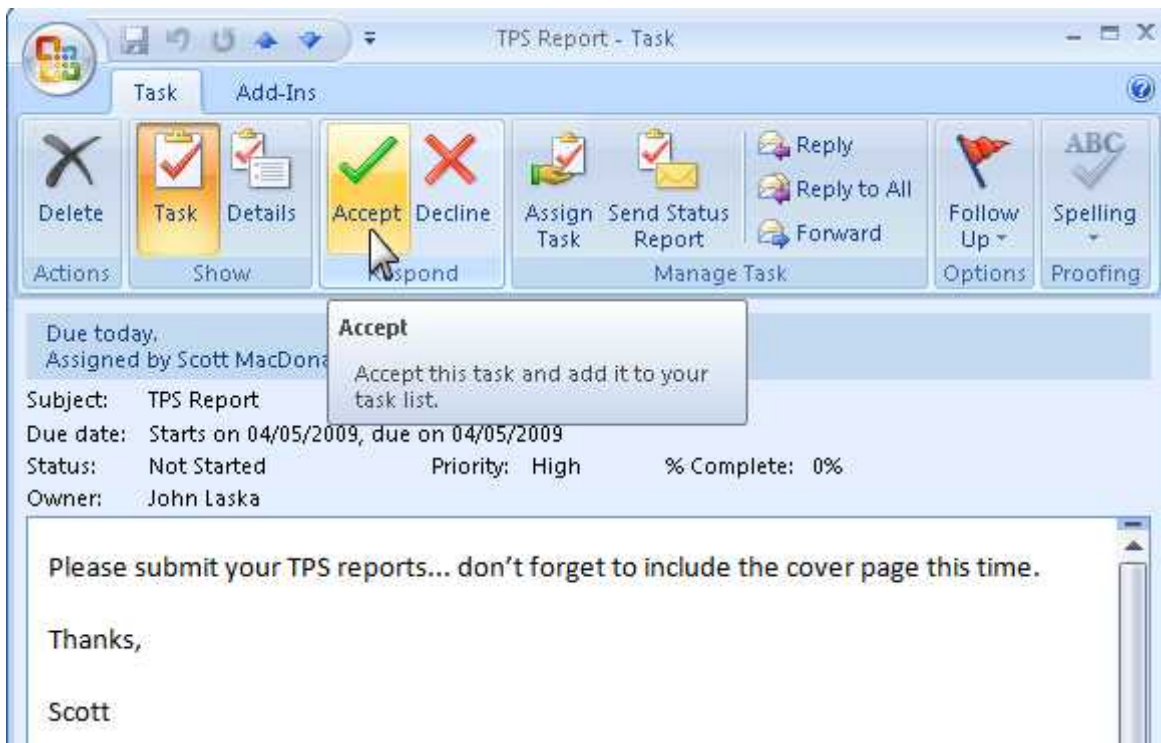 TPS Report - Task
Task Add-Ins
Delete Task Details Accept Decline Assign Task Send Status Report Reply Reply to All Forward Follow Up ABC Spelling
Actions Show Manage Task Options Proofing
Accept
Accept this task and add it to your
task list.
Due today.
Assigned by Scott
Subject: TPS Report
Due date: Starts on 04/05/2009, due on 04/05/2009
Status: Not Started Priority: High % Complete: 0%
Owner: John Laska
Please submit your TPS reports... don't forget to include the cover page this time.
Thanks,
Scott